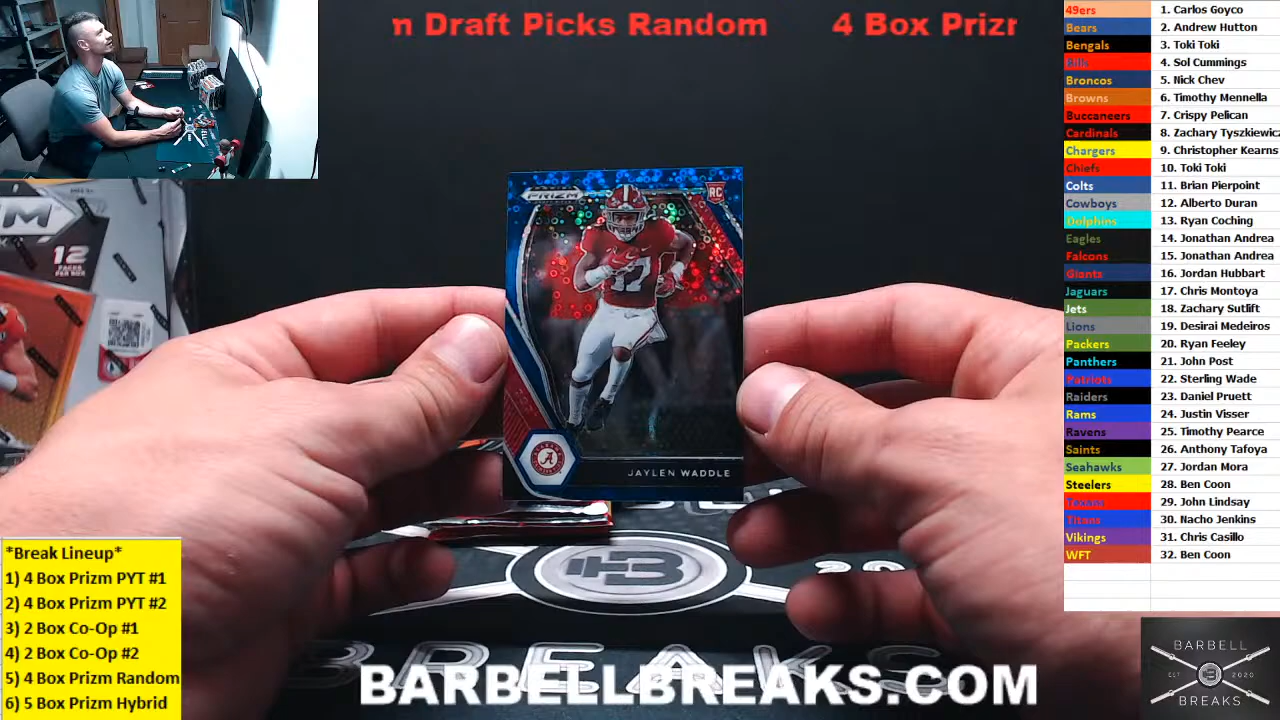 n Draft Picks Random 4 Box Prizr
12
PACKS
PER BOX
PRIZM
RC
17
A
JAYLEN WADDLE
BREAKS
BARBELLBREAKS.COM
*Break Lineup*
1) 4 Box Prizm PYT #1
2) 4 Box Prizm PYT #2
3) 2 Box Co-Op #1
4) 2 Box Co-Op #2
5) 4 Box Prizm Random
6) 5 Box Prizm Hybrid
49ers 1. Carlos Goyco
Bears 2. Andrew Hutton
Bengals 3. Toki Toki
Bills 4. Sol Cummings
Broncos 5. Nick Chev
Browns 6. Timothy Mennella
Buccaneers 7. Crispy Pelican
Cardinals 8. Zachary Tyszkiewicz
Chargers 9. Christopher Kearns
Chiefs 10. Toki Toki
Colts 11. Brian Pierpoint
Cowboys 12. Alberto Duran
Dolphins 13. Ryan Coching
Eagles 14. Jonathan Andrea
Falcons 15. Jonathan Andrea
Giants 16. Jordan Hubbart
Jaguars 17. Chris Montoya
Jets 18. Zachary Sutlift
Lions 19. Desirai Medeiros
Packers 20. Ryan Feeley
Panthers 21. John Post
Patriots 22. Sterling Wade
Raiders 23. Daniel Pruett
Rams 24. Justin Visser
Ravens 25. Timothy Pearce
Saints 26. Anthony Tafoya
Seahawks 27. Jordan Mora
Steelers 28. Ben Coon
Texans 29. John Lindsay
Titans 30. Nacho Jenkins
Vikings 31. Chris Casillo
WFT 32. Ben Coon
BARBELL
EST 2020
BREAKS